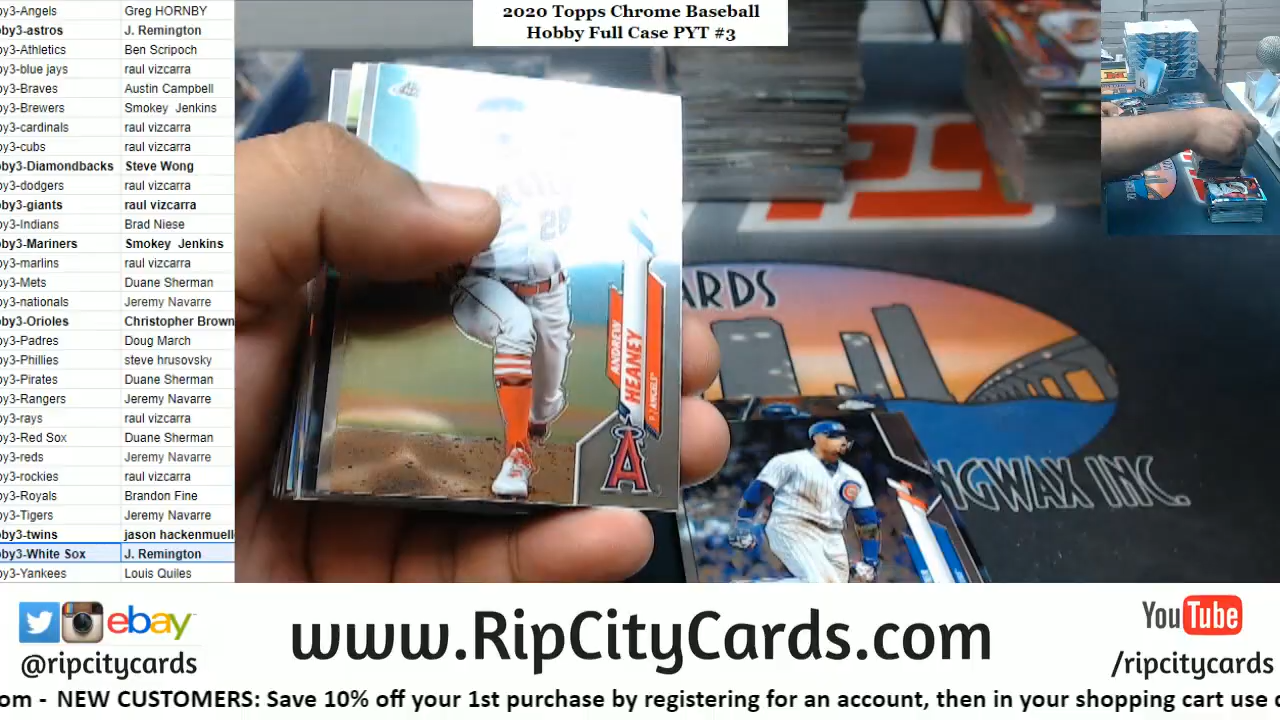 by3-Angels Greg HORNBY
by3-astros J. Remington
by3-Athletics Ben Scripoch
by3-blue jays raul vizcarra
by3-Braves Austin Campbell
by3-Brewers Smokey Jenkins
by3-cardinals raul vizcarra
by3-cubs raul vizcarra
by3-Diamondbacks Steve Wong
by3-dodgers raul vizcarra
by3-giants raul vizcarra
by3-Indians Brad Niese
by3-Mariners Smokey Jenkins
by3-marlins raul vizcarra
by3-Mets Duane Sherman
by3-nationals Jeremy Navarre
by3-Orioles Christopher Brown
by3-Padres Doug March
by3-Phillies steve hrusovsky
by3-Pirates Duane Sherman
by3-Rangers Jeremy Navarre
by3-rays raul vizcarra
by3-Red Sox Duane Sherman
by3-reds Jeremy Navarre
by3-rockies raul vizcarra
by3-Royals Brandon Fine
by3-Tigers Jeremy Navarre
by3-twins jason hackenmuell
by3-White Sox J. Remington
by3-Yankees Louis Quiles
2020 Topps Chrome Baseball
Hobby Full Case PYT #3
ANDREW
HEANEY
P | ANGELS
A
ARDS
NGWAX INC.
ebay
@ripcitycards
www.RipCityCards.com
YouTube
/ripcitycards
om - NEW CUSTOMERS: Save 10% off your 1st purchase by registering for an account, then in your shopping cart use c